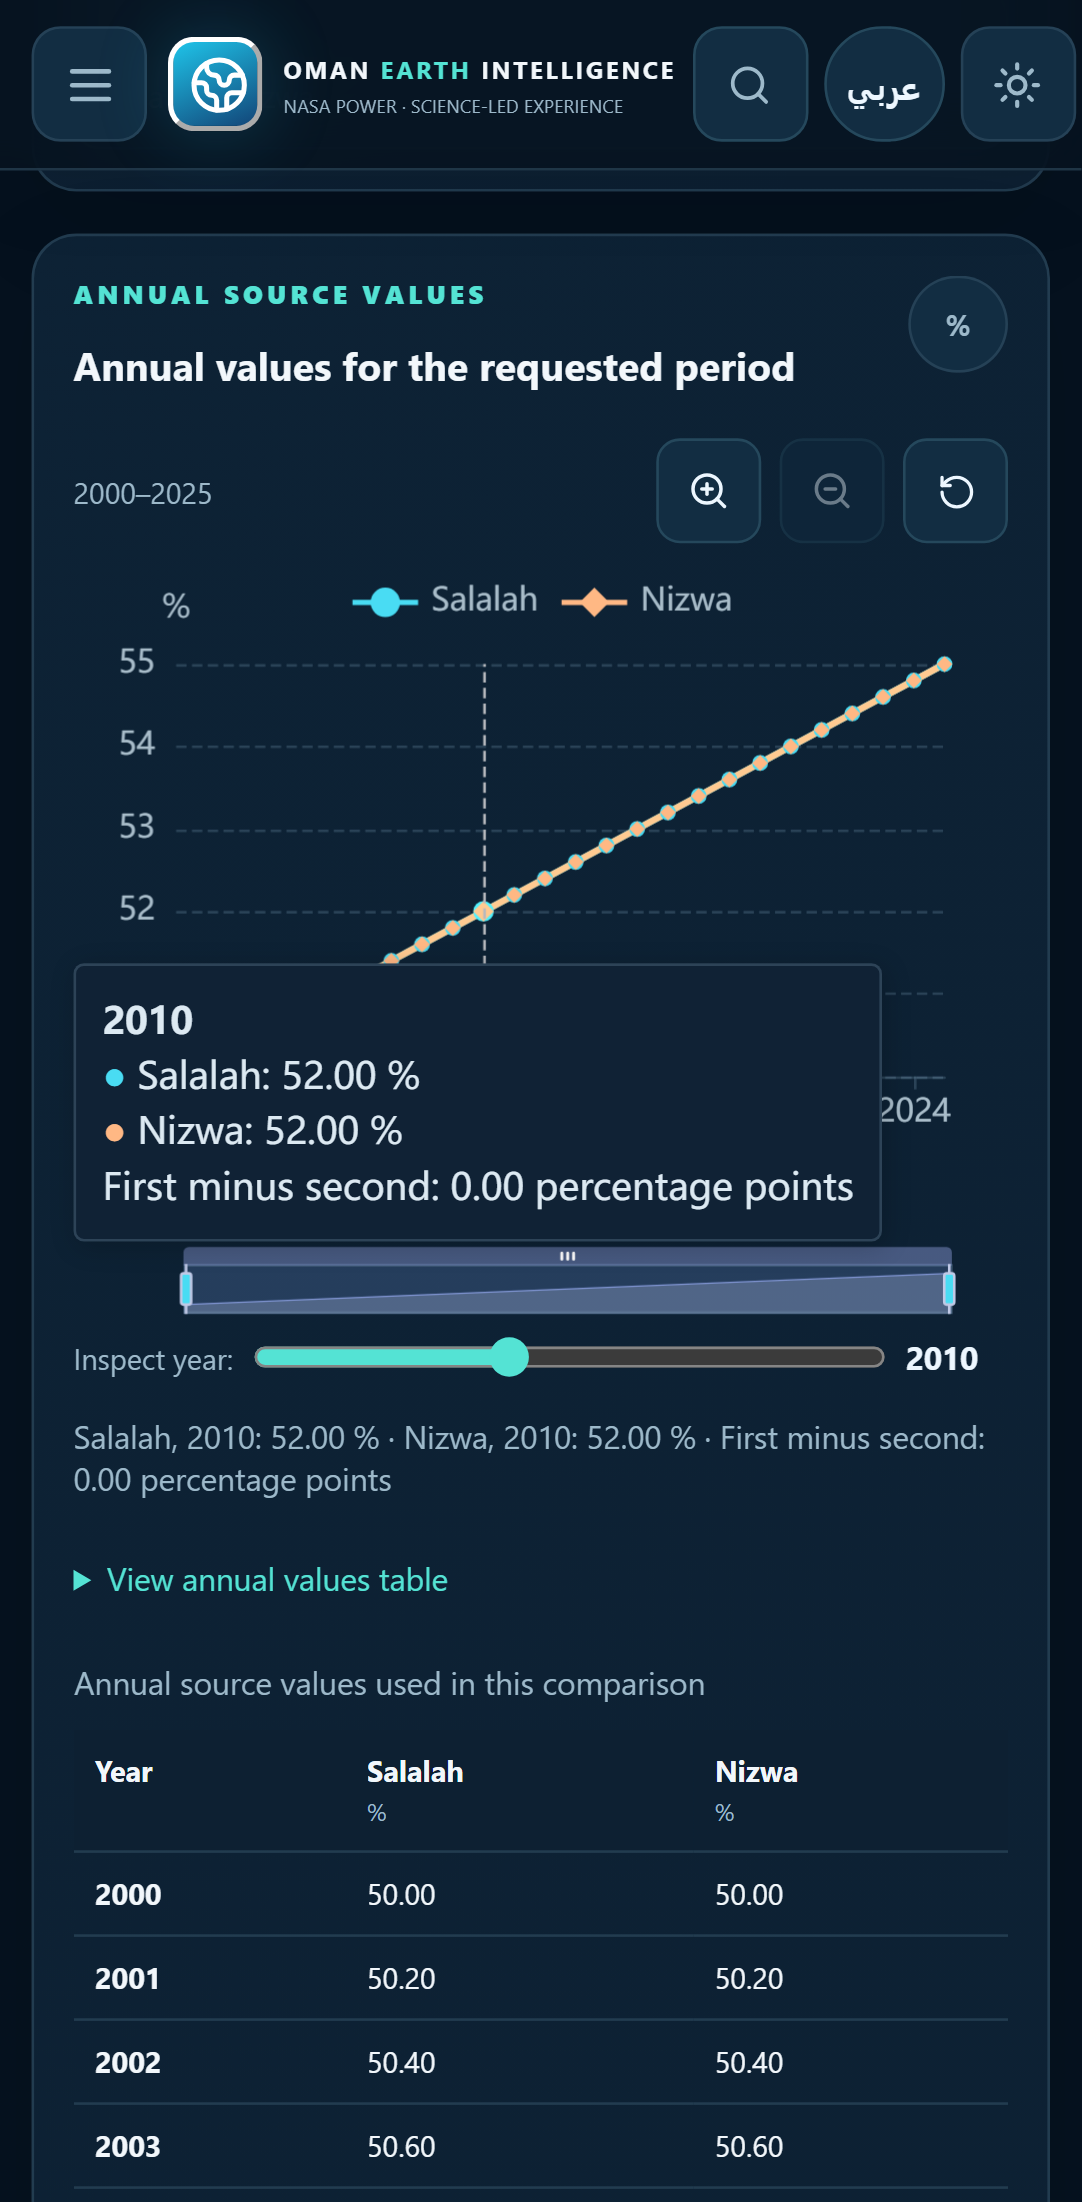 OMAN EARTH INTELLIGENCE
NASA POWER · SCIENCE-LED EXPERIENCE
عربي
ANNUAL SOURCE VALUES
%
Annual values for the requested period
2000–2025
% Salalah Nizwa
55
54
53
52
2024
2010
Salalah: 52.00 %
Nizwa: 52.00 %
First minus second: 0.00 percentage points
Inspect year: 2010
Salalah, 2010: 52.00 % · Nizwa, 2010: 52.00 % · First minus second:
0.00 percentage points
View annual values table
Annual source values used in this comparison
Year Salalah Nizwa
% %
2000 50.00 50.00
2001 50.20 50.20
2002 50.40 50.40
2003 50.60 50.60